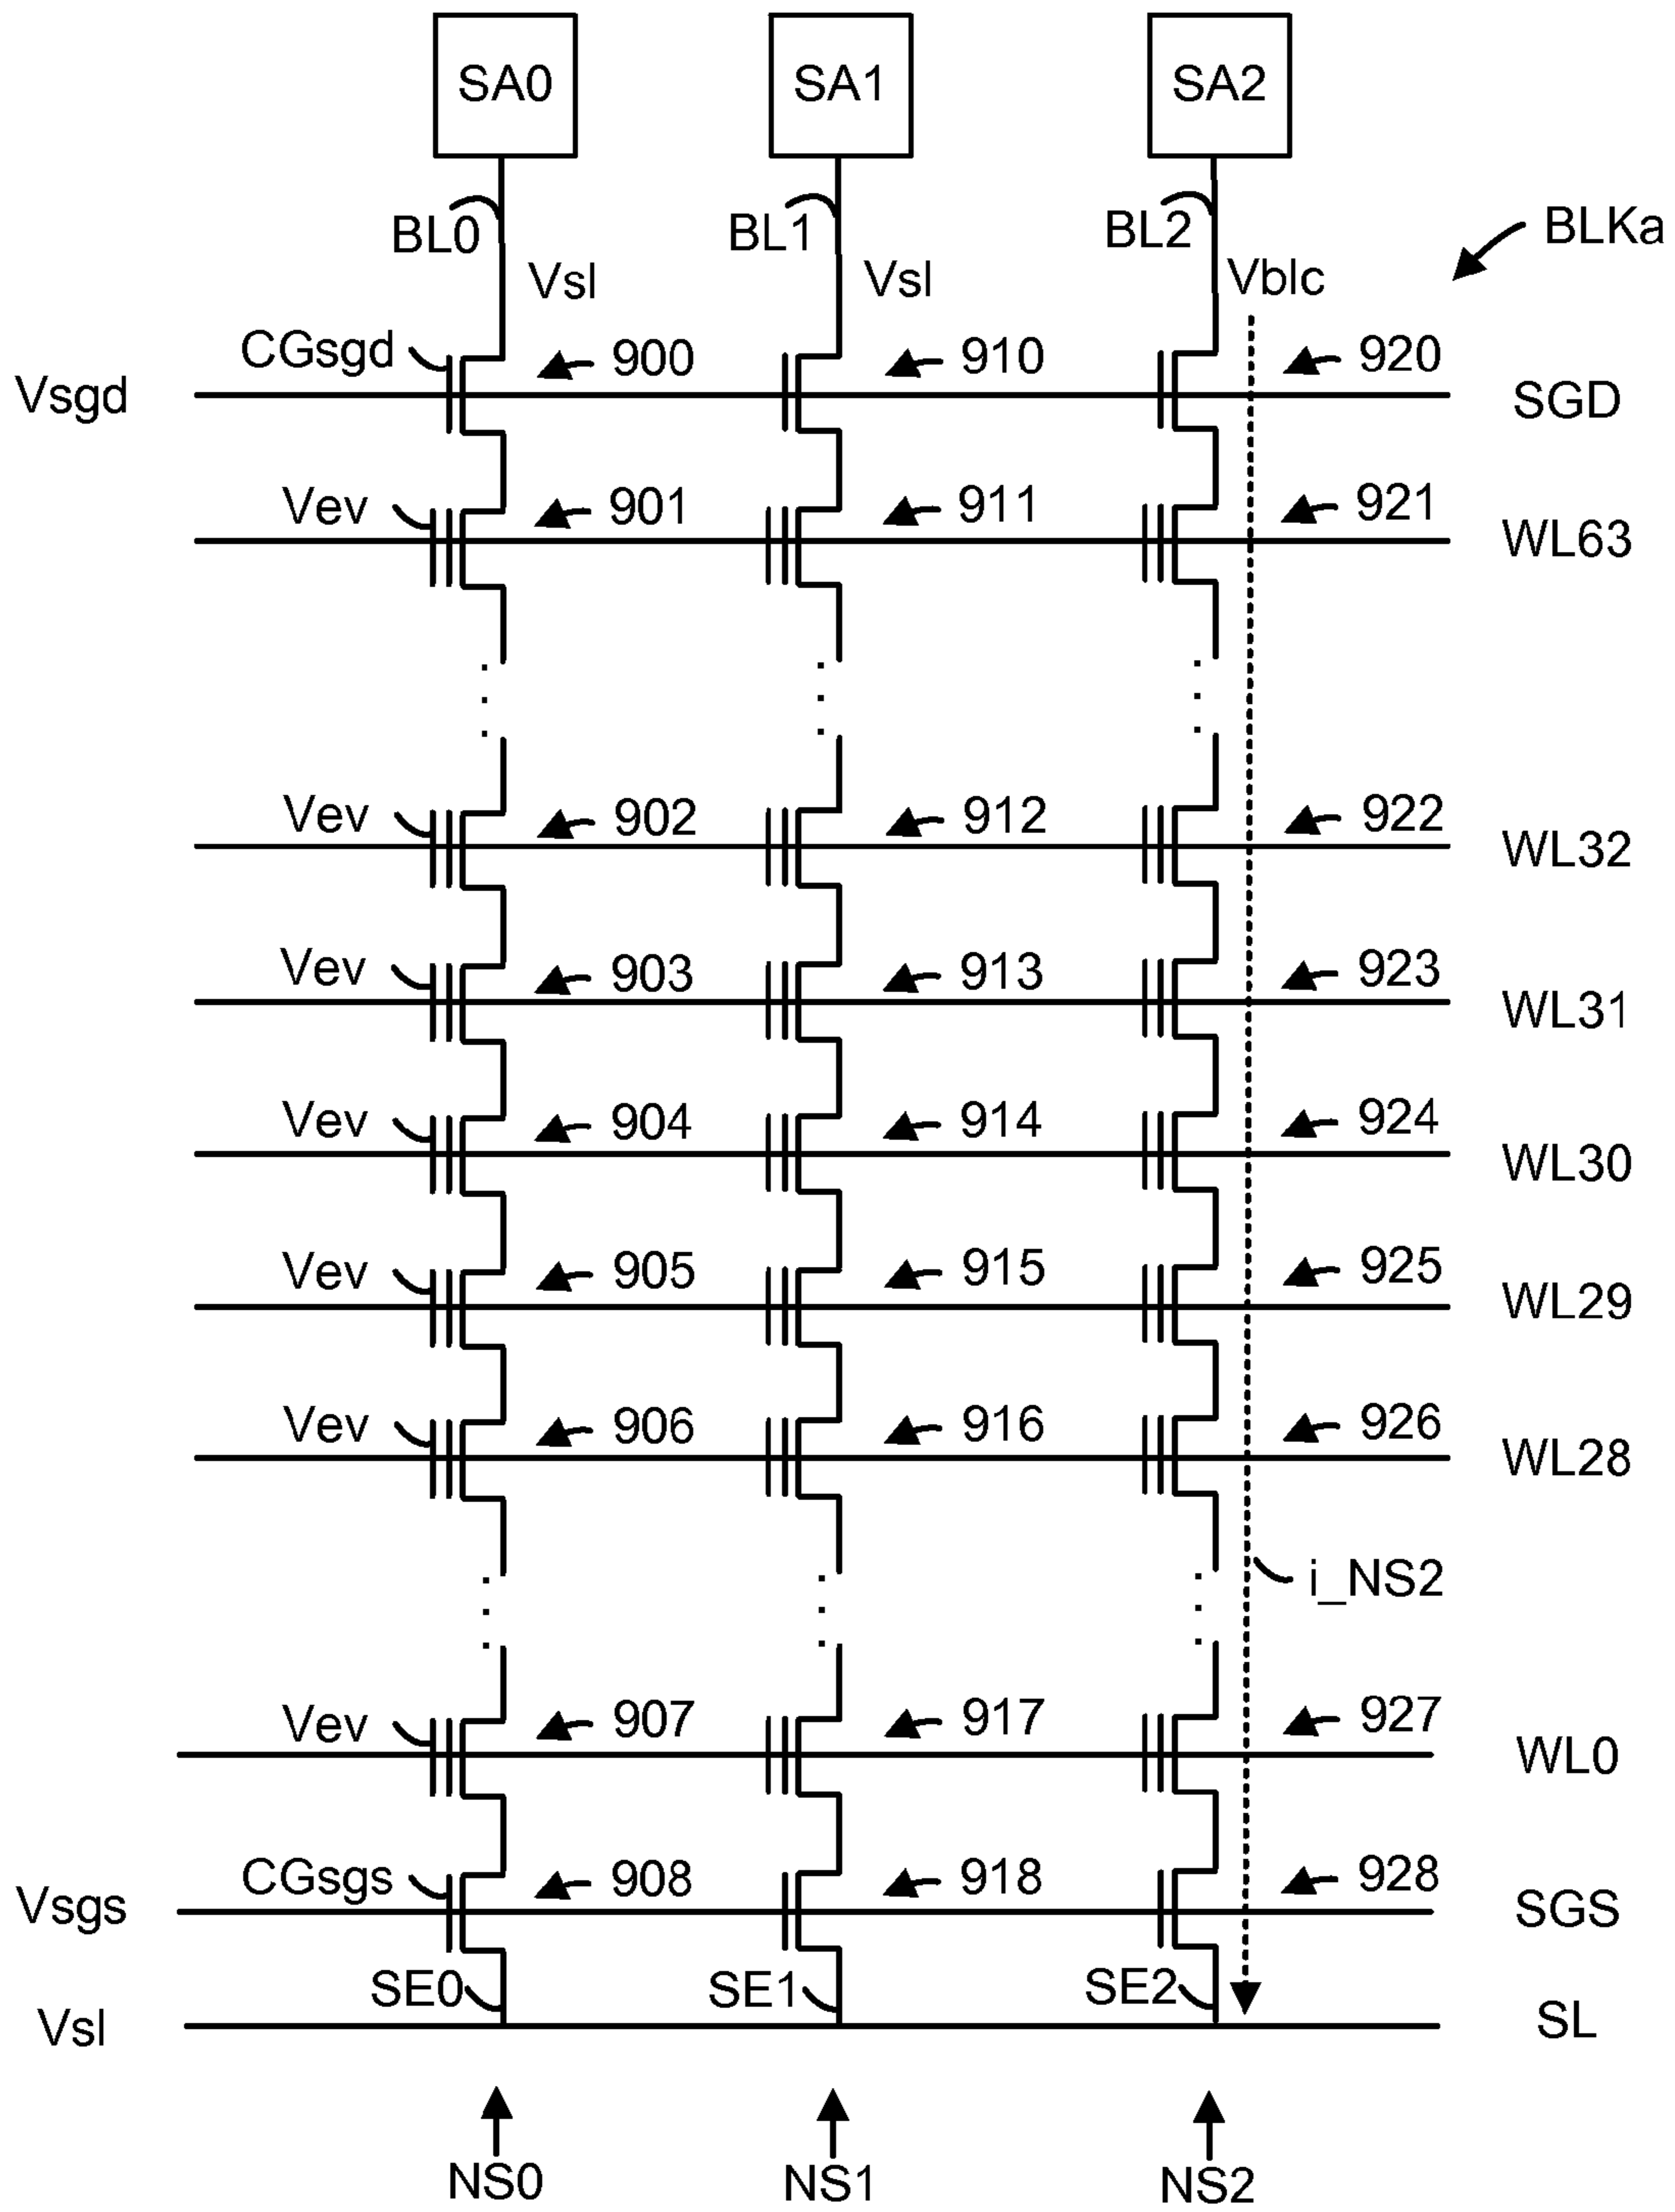 SA0 SA1 SA2
BL0 BL1 BL2 BLKa
Vsl Vsl Vblc
CGsgd 900 910 920
Vsgd SGD
Vev 901 911 921
WL63
Vev 902 912 922
WL32
Vev 903 913 923
WL31
Vev 904 914 924
WL30
Vev 905 915 925
WL29
Vev 906 916 926
WL28
i_NS2
Vev 907 917 927
WL0
CGsgs 908 918 928
Vsgs SGS
SE0 SE1 SE2
Vsl SL
NS0 NS1 NS2